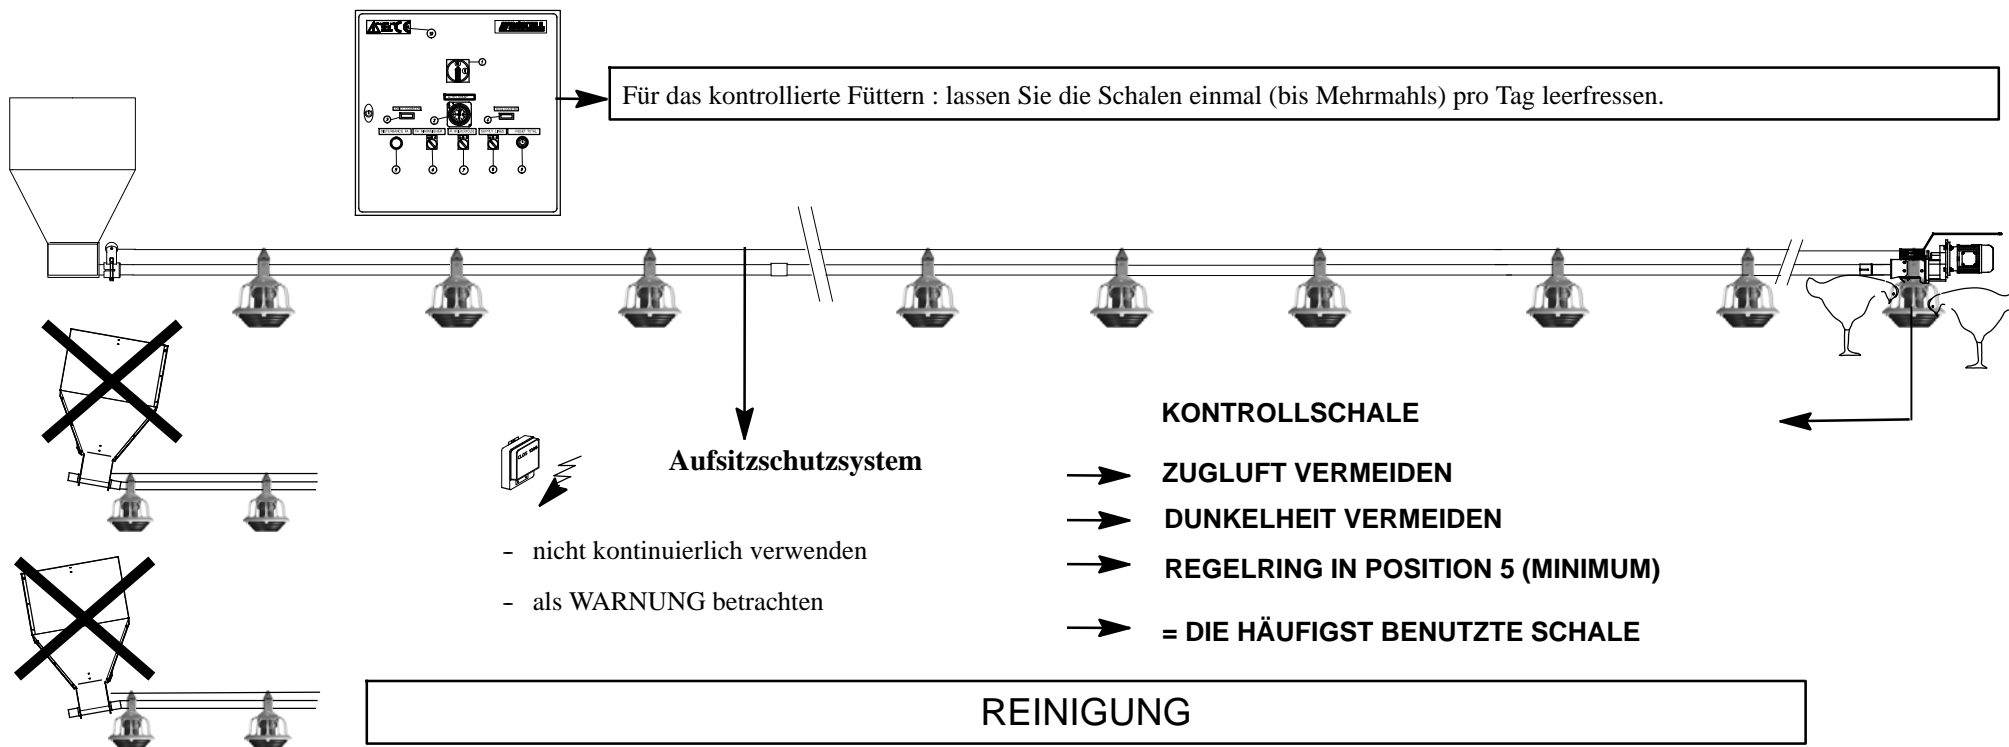 Für das kontrollierte Füttern : lassen Sie die Schalen einmal (bis Mehrmahls) pro Tag leerfressen.
KONTROLLSCHALE
Aufsitzschutzsystem
ZUGLUFT VERMEIDEN
DUNKELHEIT VERMEIDEN
- nicht kontinuierlich verwenden
REGELRING IN POSITION 5 (MINIMUM)
- als WARNUNG betrachten
= DIE HÄUFIGST BENUTZTE SCHALE
REINIGUNG